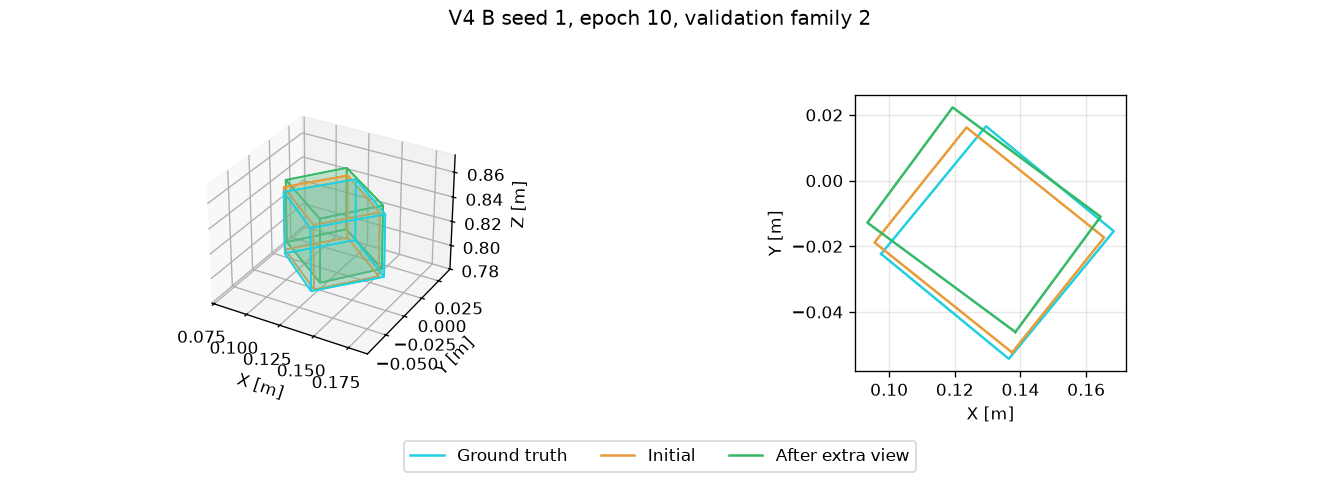 V4 B seed 1, epoch 10, validation family 2
0.86
0.84
0.82
0.80
0.78
Z [m]
0.025
0.000
−0.025
−0.050
Y [m]
0.075
0.100
0.125
0.150
0.175
X [m]
0.02
0.00
−0.02
−0.04
Y [m]
0.10 0.12 0.14 0.16
X [m]
Ground truth Initial After extra view